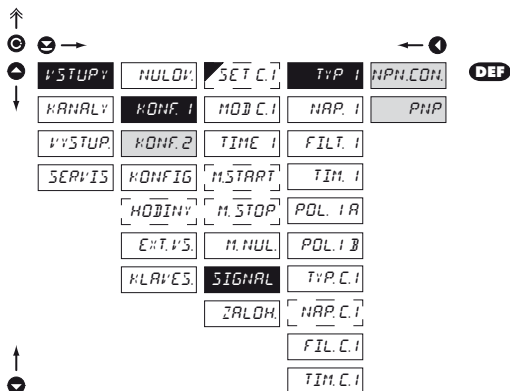 VSTUPY NULOV. SET C.1 TYP 1 NPN.CON. DEF
KANALY KONF. 1 MOD C.1 NAP. 1 PNP
VYSTUP. KONF. 2 TIME 1 FILT. 1
SERVIS KONFIG M.START TIM. 1
HODINY M. STOP POL. 1 A
EXT. VS. M. NUL. POL. 1 B
KLAVES. SIGNAL TYP. C.1
ZALOH. NAP. C.1
FIL. C.1
TIM. C.1